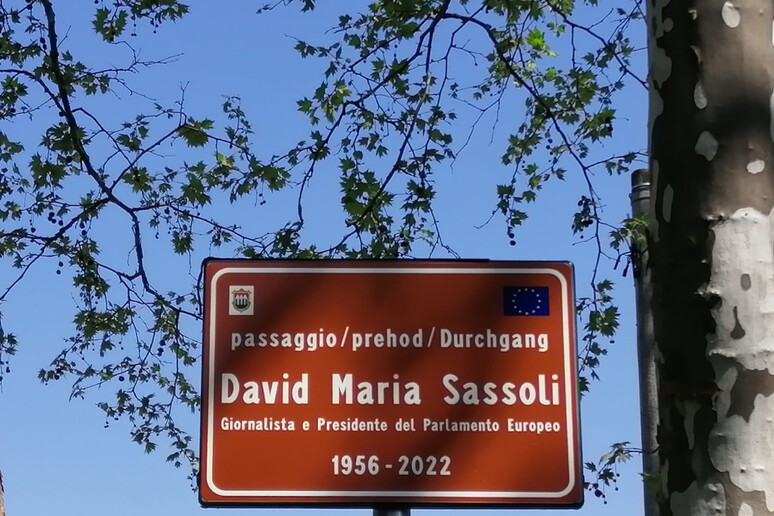 passaggio/prehod/Durchgang
David Maria Sassoli
Giornalista e Presidente del Parlamento Europeo
1956 - 2022